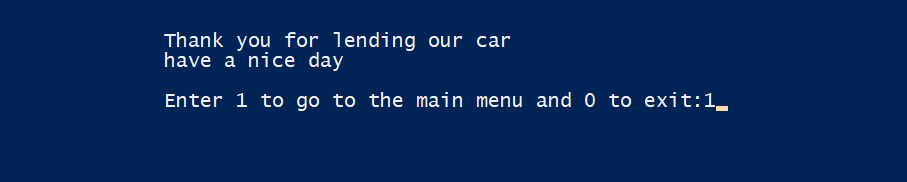 Thank you for lending our car
have a nice day
Enter 1 to go to the main menu and 0 to exit:1